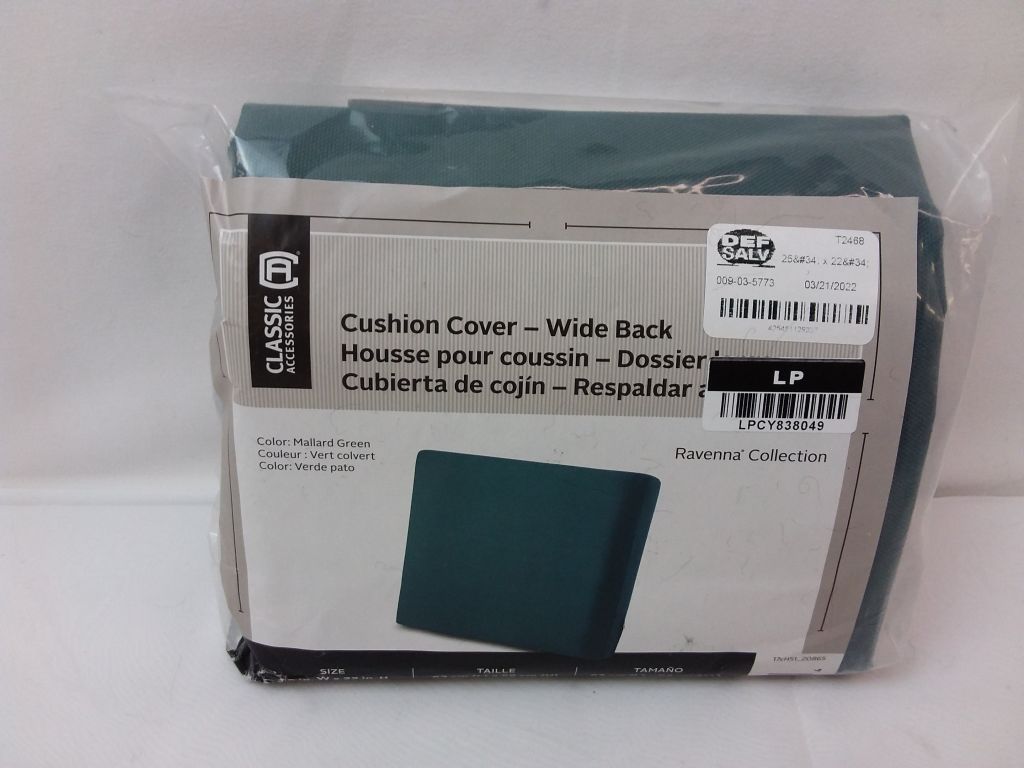 CLASSIC
ACCESSORIES
DEF
SALV
T2468
25&#34; x 22&#34;
009-03-5773
03/21/2022
Cushion Cover – Wide Back
Housse pour coussin – Dossier
Cubierta de cojín – Respaldar a
LP
LPCY838049
Color: Mallard Green
Couleur : Vert colvert
Color: Verde pato
Ravenna® Collection
SIZE
TAILLE
TAMAÑO